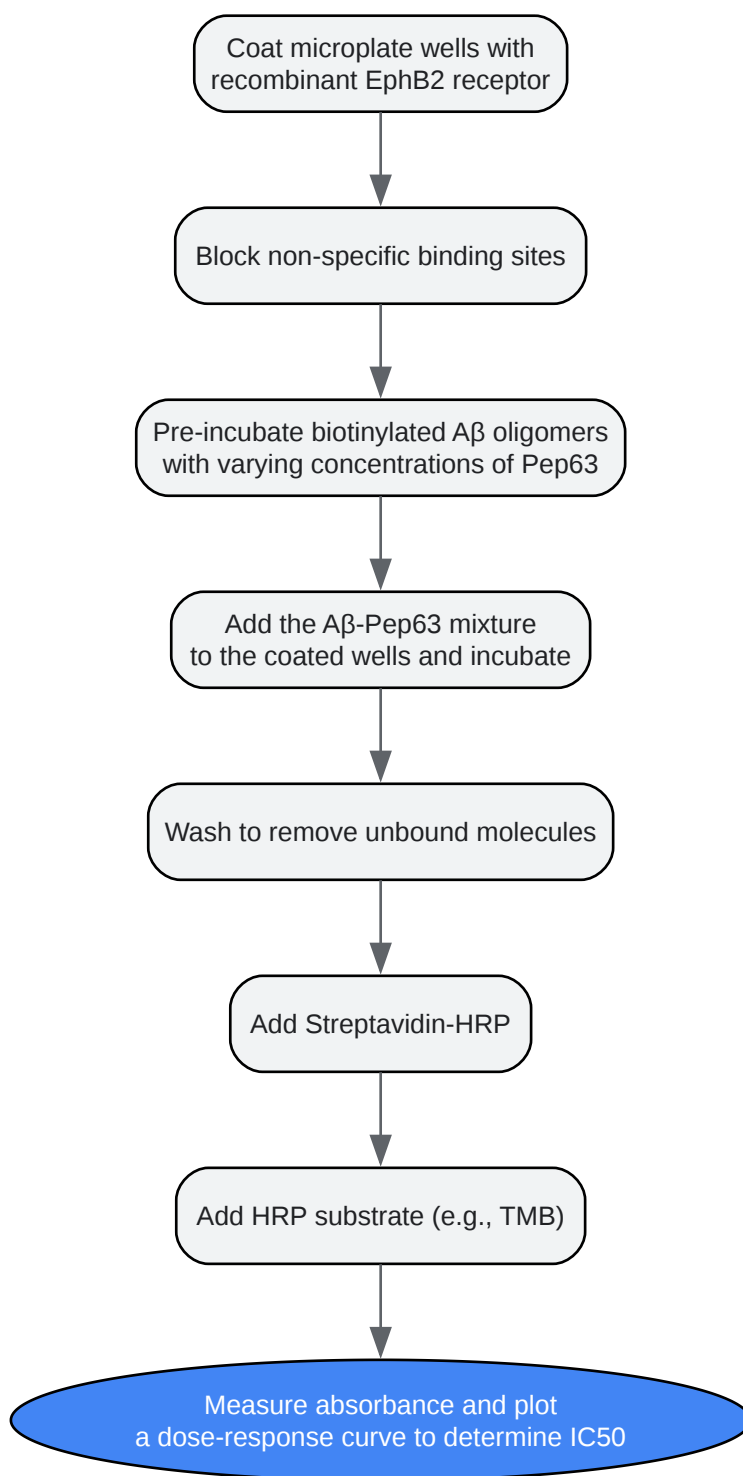 Coat microplate wells with
recombinant EphB2 receptor
Block non-specific binding sites
Pre-incubate biotinylated Aβ oligomers
with varying concentrations of Pep63
Add the Aβ-Pep63 mixture
to the coated wells and incubate
Wash to remove unbound molecules
Add Streptavidin-HRP
Add HRP substrate (e.g., TMB)
Measure absorbance and plot
a dose-response curve to determine IC50